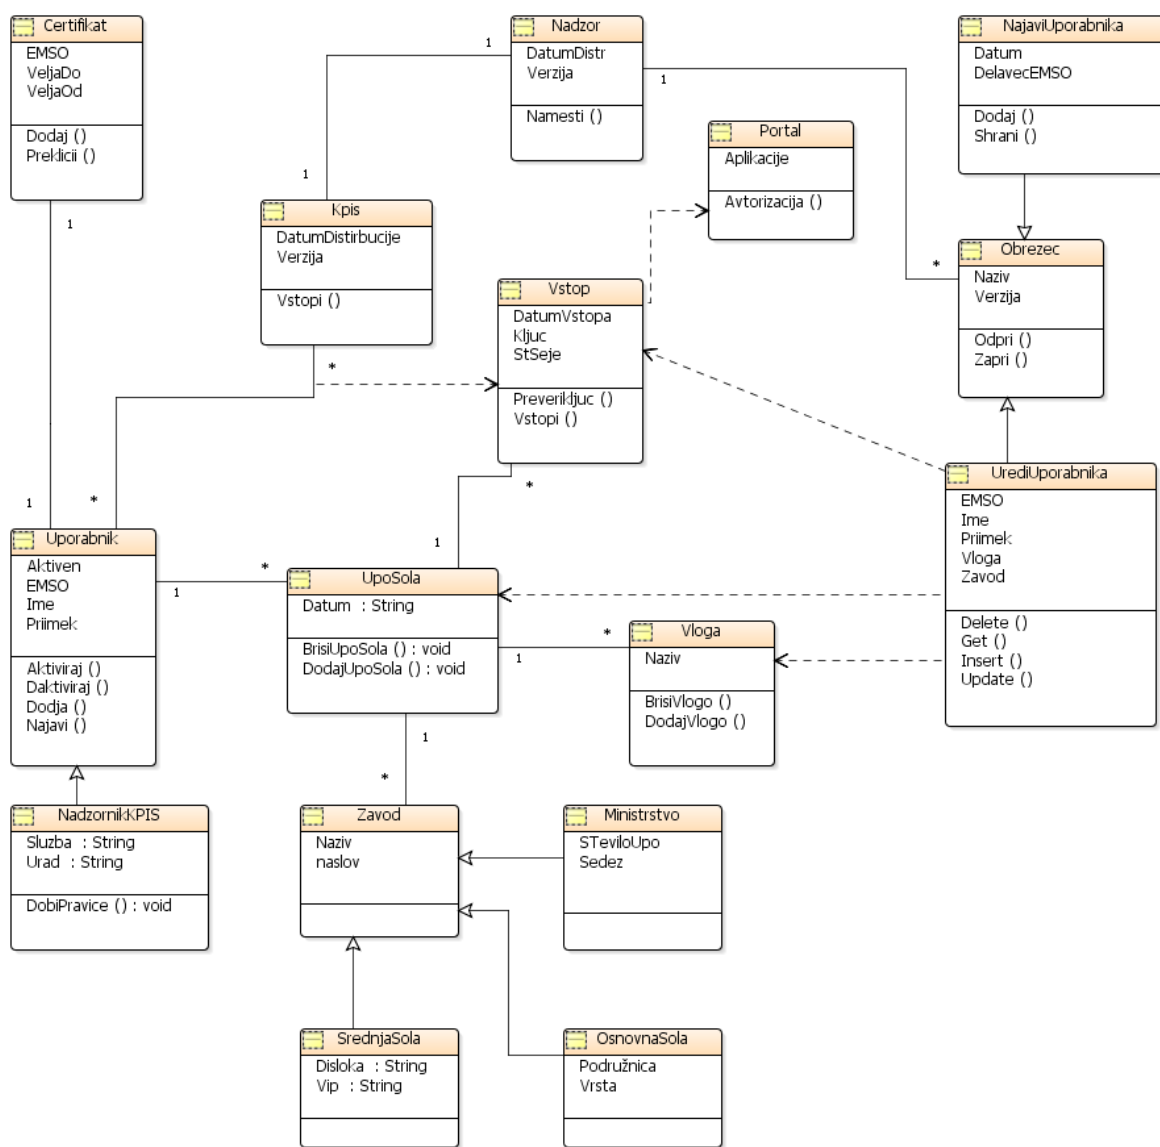 Certifikat
EMSO
VeljaDo
VeljaOd
Dodaj ()
Preklicii ()
1
1
Nadzor
DatumDistr
Verzija
Namesti ()
1
1
1
*
NajaviUporabnika
Datum
DelavecEMSO
Dodaj ()
Shrani ()
Portal
Aplikacije
Avtorizacija ()
Kpis
DatumDistirbucije
Verzija
Vstopi ()
*
*
Obrezec
Naziv
Verzija
Odpri ()
Zapri ()
Vstop
DatumVstopa
Kljuc
StSeje
Preverikljuc ()
Vstopi ()
*
1
UrediUporabnika
EMSO
Ime
Priimek
Vloga
Zavod
Delete ()
Get ()
Insert ()
Update ()
Uporabnik
Aktiven
EMSO
Ime
Priimek
Aktiviraj ()
Daktiviraj ()
Dodja ()
Najavi ()
1
*
UpoSola
Datum : String
BrisiUpoSola () : void
DodajUpoSola () : void
1
*
Vloga
Naziv
BrisiVlogo ()
DodajVlogo ()
1
*
NadzornikKPIS
Sluzba : String
Urad : String
DobiPravice () : void
Zavod
Naziv
naslov
Ministrstvo
STeviloUpo
Sedez
SrednjaSola
Disloka : String
Vip : String
OsnovnaSola
Podružnica
Vrsta